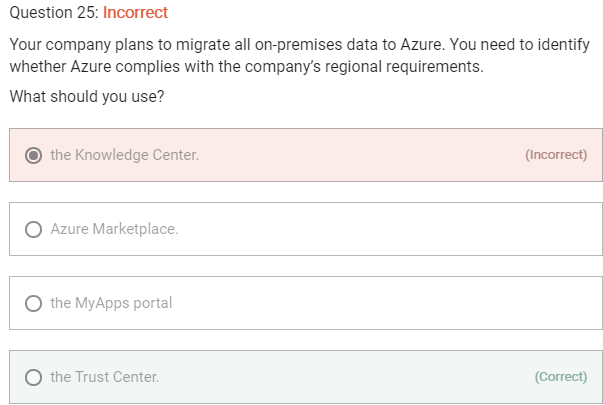 Question 25: Incorrect
Your company plans to migrate all on-premises data to Azure. You need to identify
whether Azure complies with the company’s regional requirements.
What should you use?
the Knowledge Center. (Incorrect)
Azure Marketplace.
the MyApps portal
the Trust Center. (Correct)